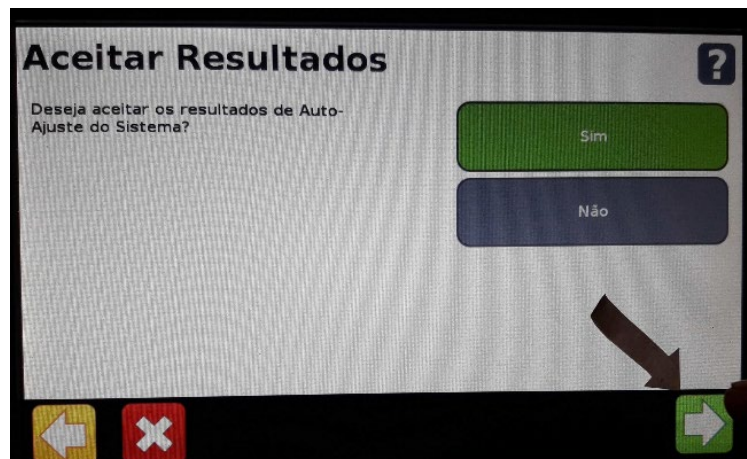 Aceitar Resultados
?
Deseja aceitar os resultados de Auto-
Ajuste do Sistema?
Sim
Não